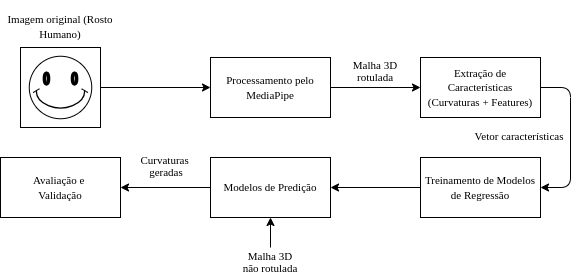 Imagem original (Rosto
Humano)
Processamento pelo
MediaPipe
Malha 3D
rotulada
Extração de
Características
(Curvaturas + Features)
Vetor características
Avaliação e
Validação
Curvaturas
geradas
Modelos de Predição
Treinamento de Modelos
de Regressão
Malha 3D
não rotulada